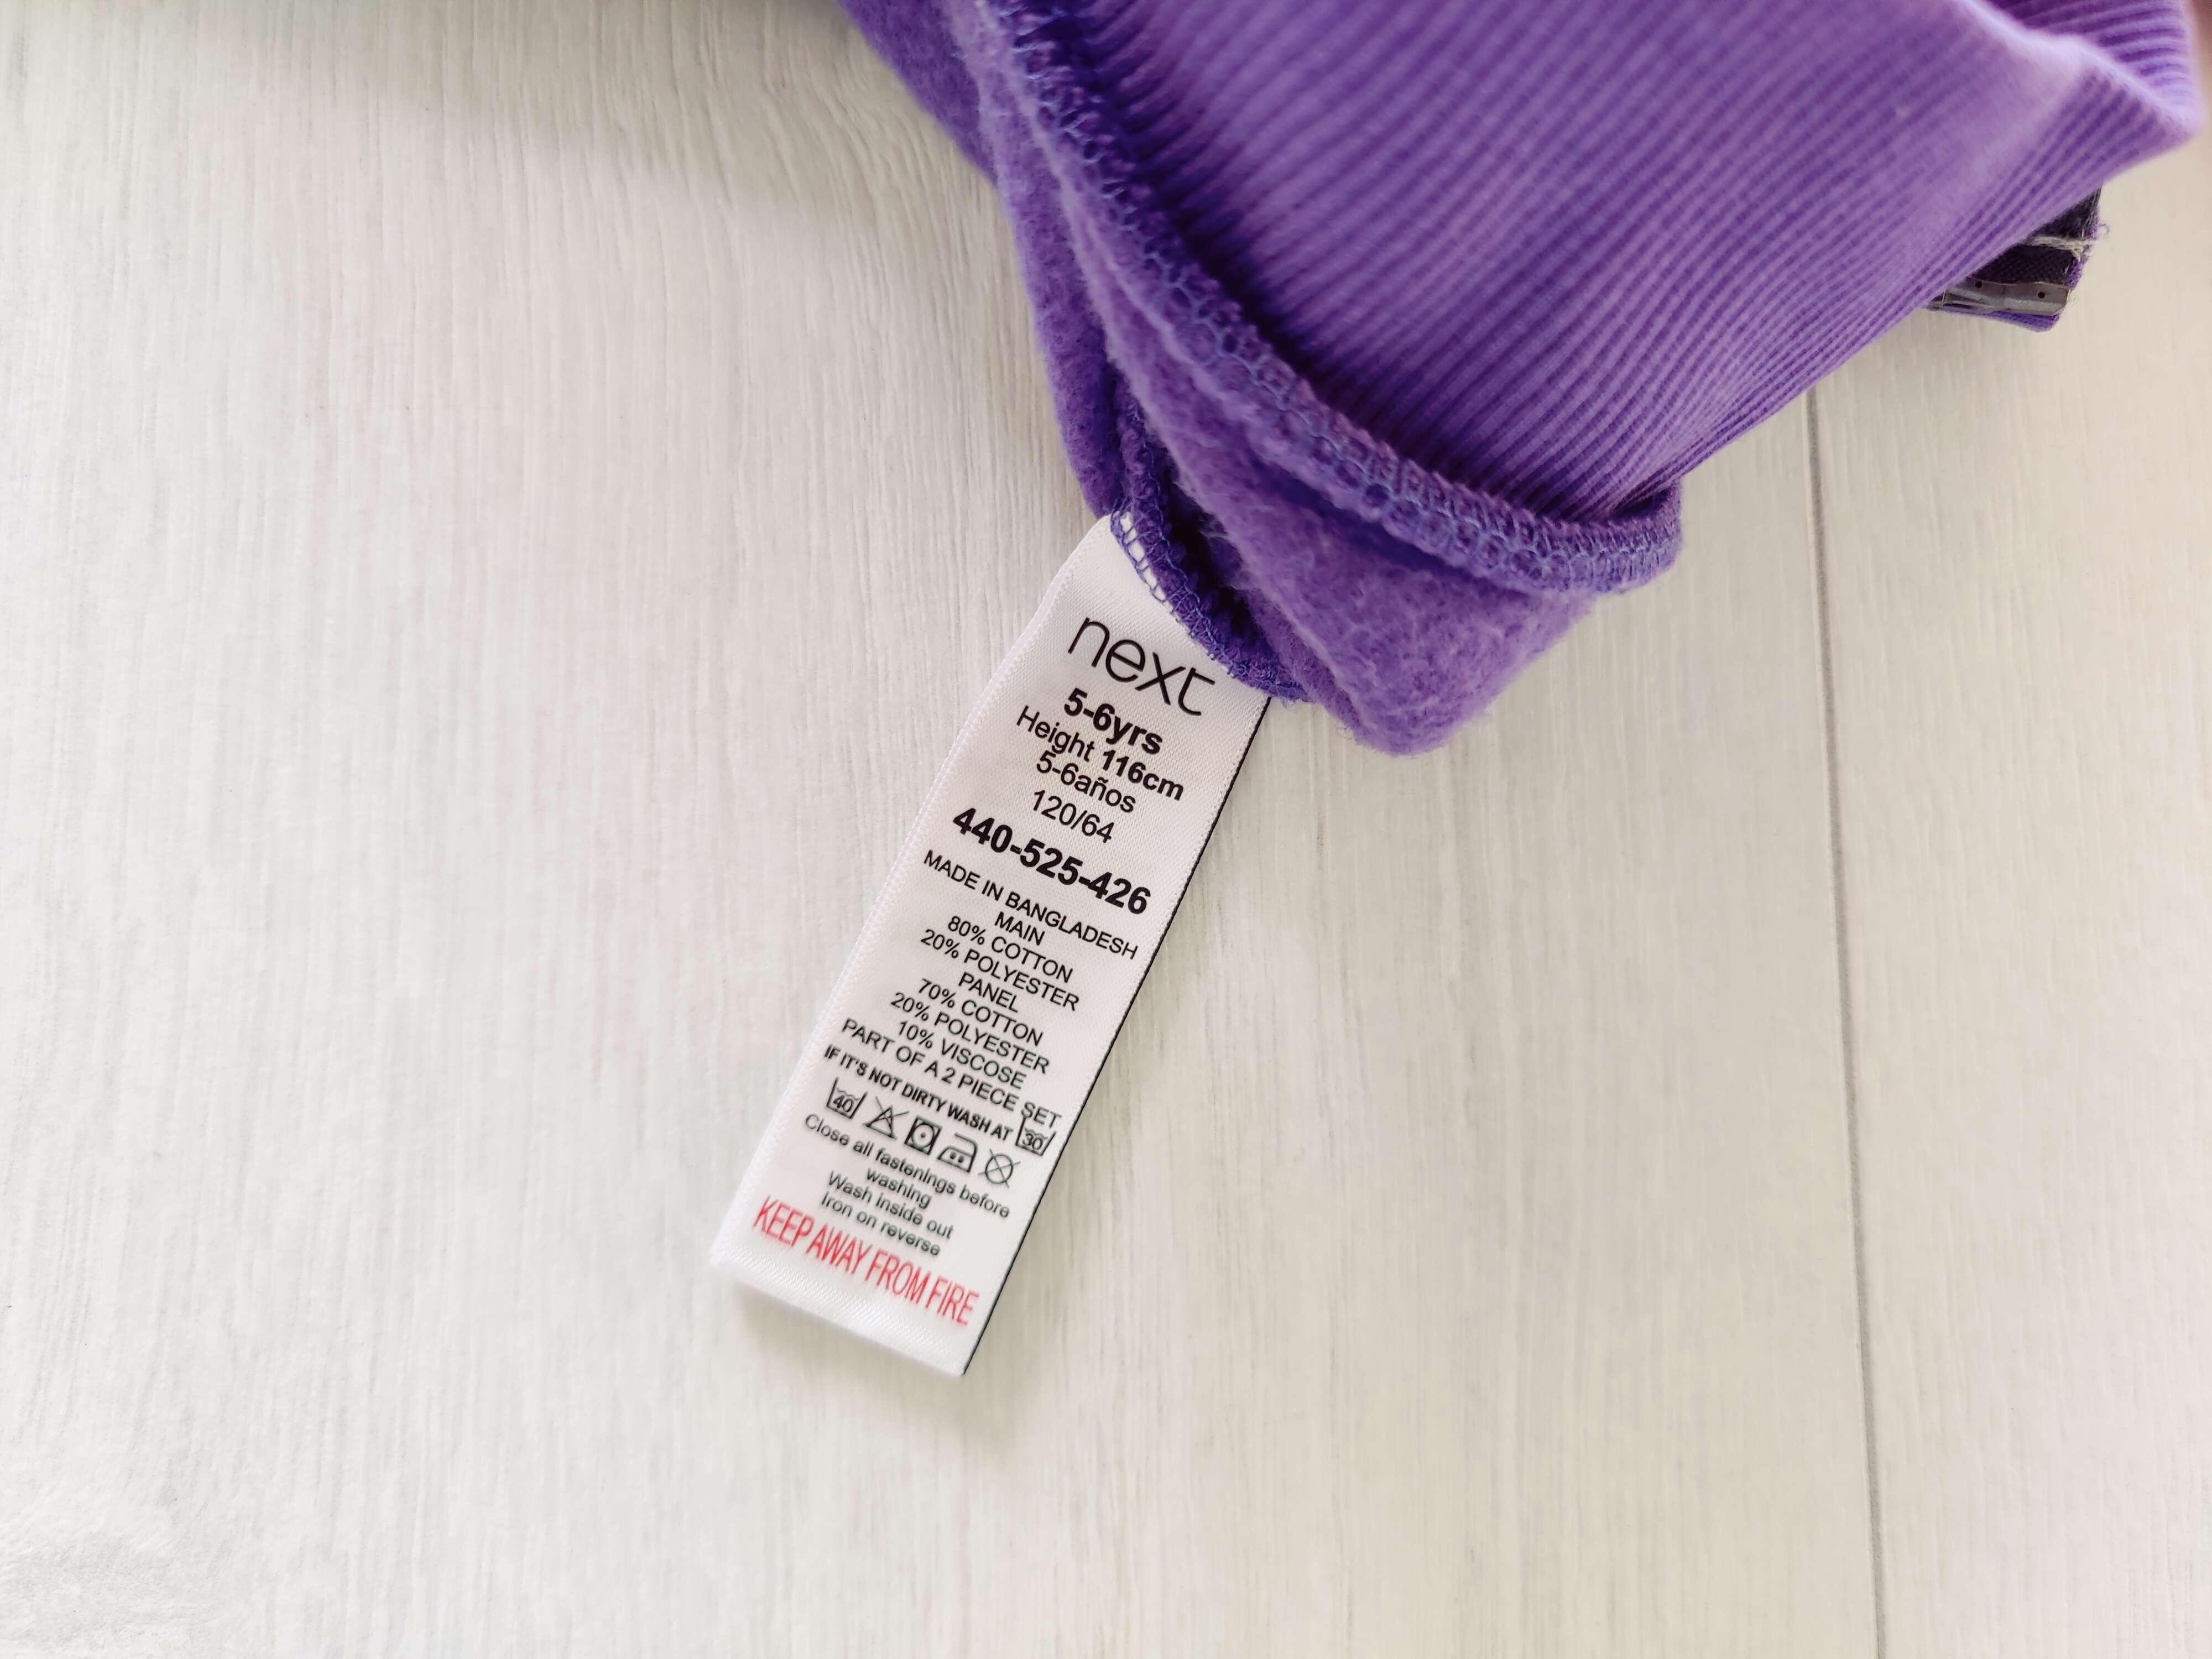 next
5-6yrs
Height 116cm
5-6años
120/64
440-525-426
MADE IN BANGLADESH
MAIN
80% COTTON
20% POLYESTER
PANEL
70% COTTON
20% POLYESTER
10% VISCOSE
PART OF A 2 PIECE SET
IF IT'S NOT DIRTY WASH AT 30
40
Close all fastenings before
washing
Wash inside out
Iron on reverse
KEEP AWAY FROM FIRE